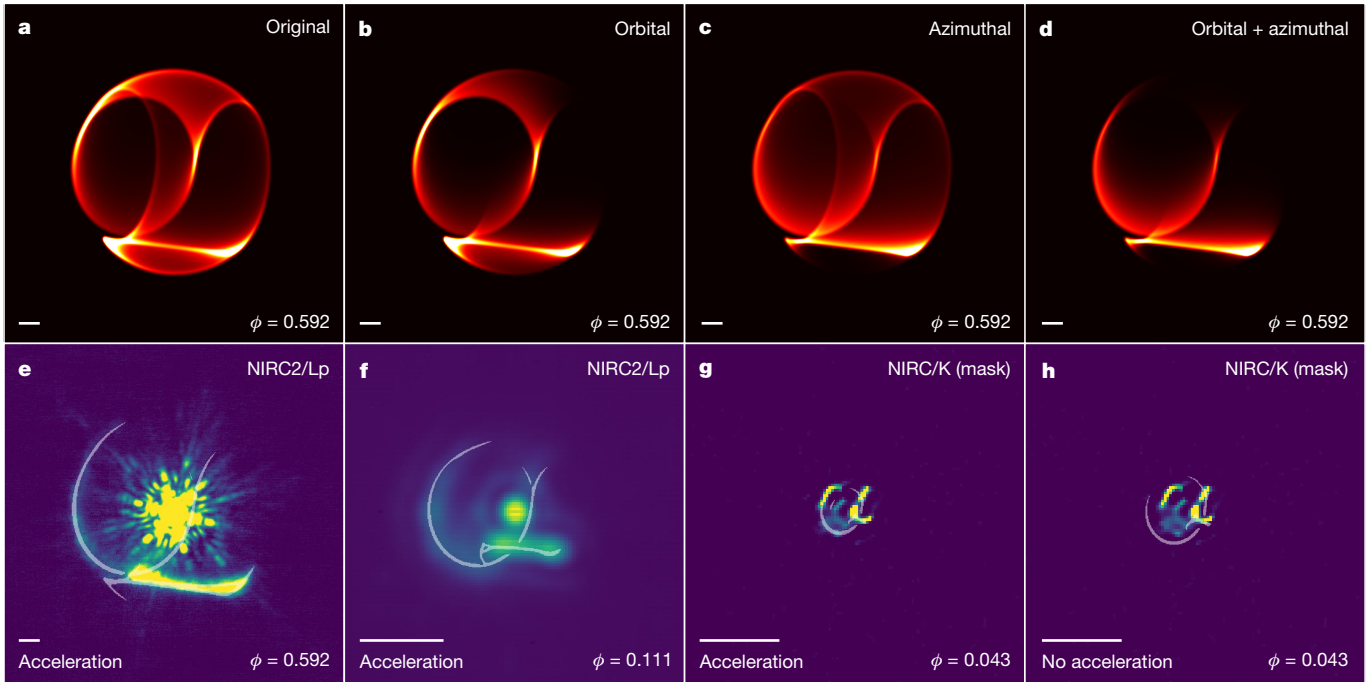 a Original
b Orbital
c Azimuthal
d Orbital + azimuthal
ϕ = 0.592
ϕ = 0.592
ϕ = 0.592
ϕ = 0.592
e NIRC2/Lp
f NIRC2/Lp
g NIRC/K (mask)
h NIRC/K (mask)
Acceleration ϕ = 0.592
Acceleration ϕ = 0.111
Acceleration ϕ = 0.043
No acceleration ϕ = 0.043